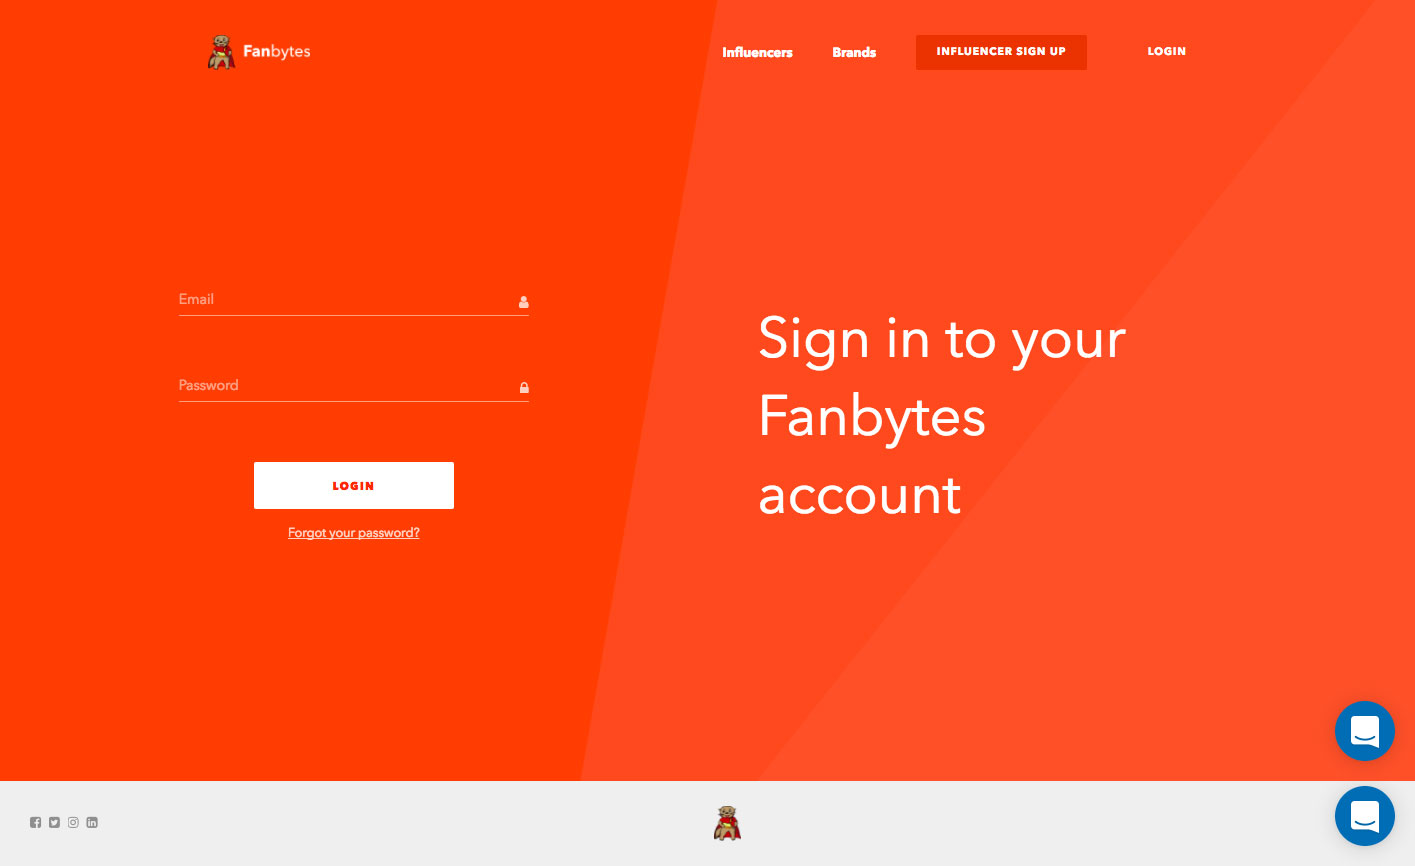 Fanbytes
Influencers
Brands
INFLUENCER SIGN UP
LOGIN
Email
Password
LOGIN
Forgot your password?
Sign in to your
Fanbytes
account